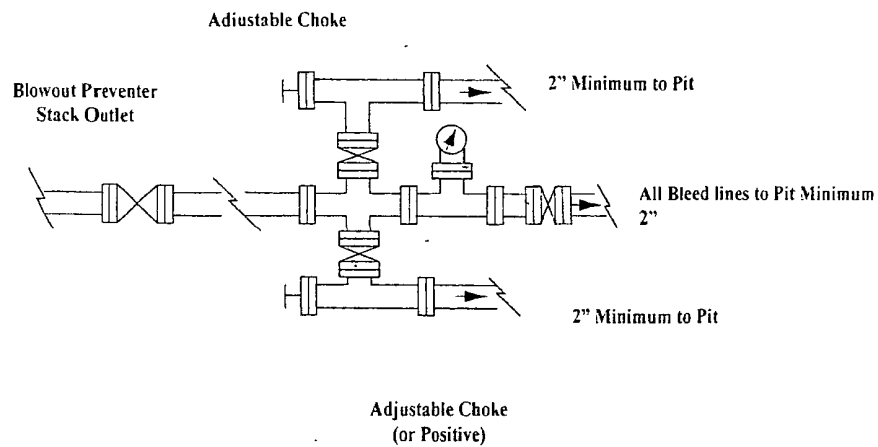 Adjustable Choke
2” Minimum to Pit
Blowout Preventer
Stack Outlet
All Bleed lines to Pit Minimum
2”
2” Minimum to Pit
Adjustable Choke
(or Positive)